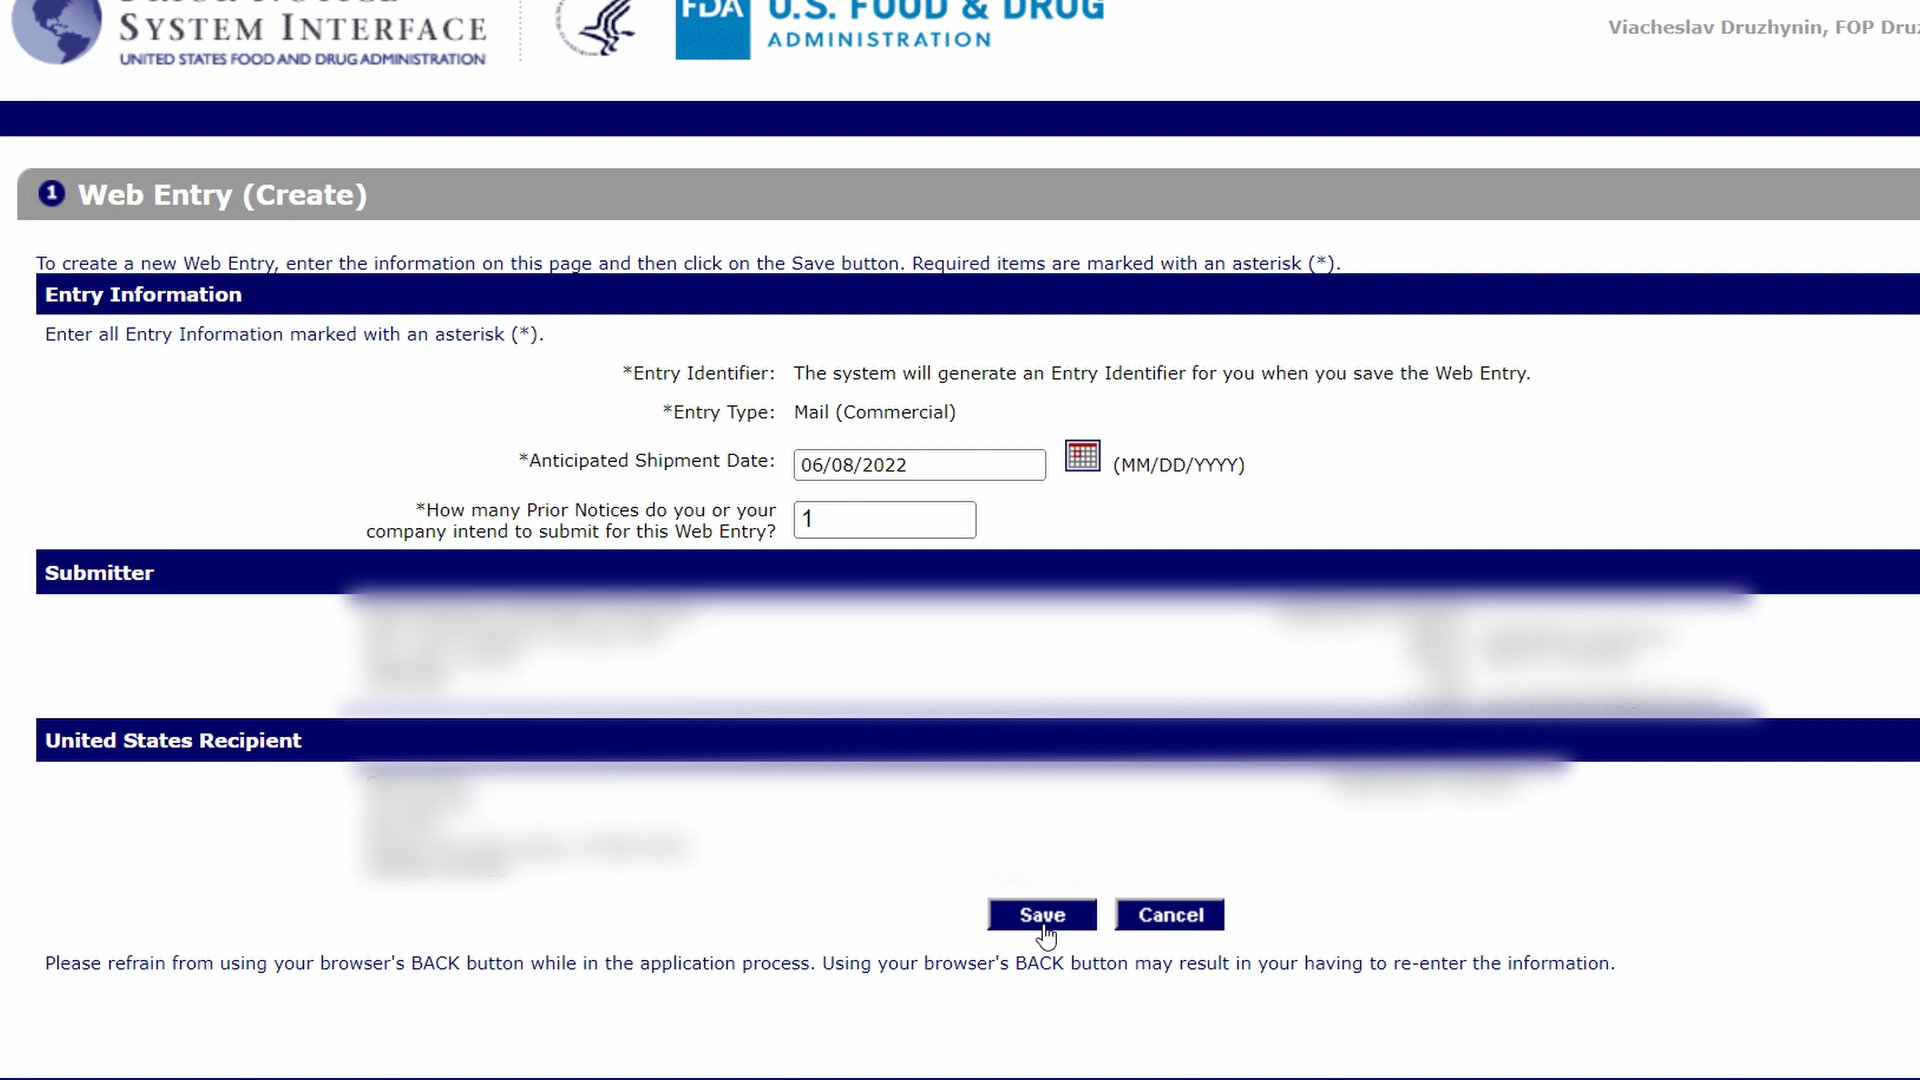 SYSTEM INTERFACE
UNITED STATES FOOD AND DRUG ADMINISTRATION
FDA
U.S. FOOD & DRUG
ADMINISTRATION
Viacheslav Druzhynin, FOP
1 Web Entry (Create)
To create a new Web Entry, enter the information on this page and then click on the Save button. Required items are marked with an asterisk (*).
Entry Information
Enter all Entry Information marked with an asterisk (*).
*Entry Identifier: The system will generate an Entry Identifier for you when you save the Web Entry.
*Entry Type: Mail (Commercial)
*Anticipated Shipment Date: 06/08/2022 (MM/DD/YYYY)
*How many Prior Notices do you or your
company intend to submit for this Web Entry? 1
Submitter
United States Recipient
Save Cancel
Please refrain from using your browser's BACK button while in the application process. Using your browser's BACK button may result in your having to re-enter the information.